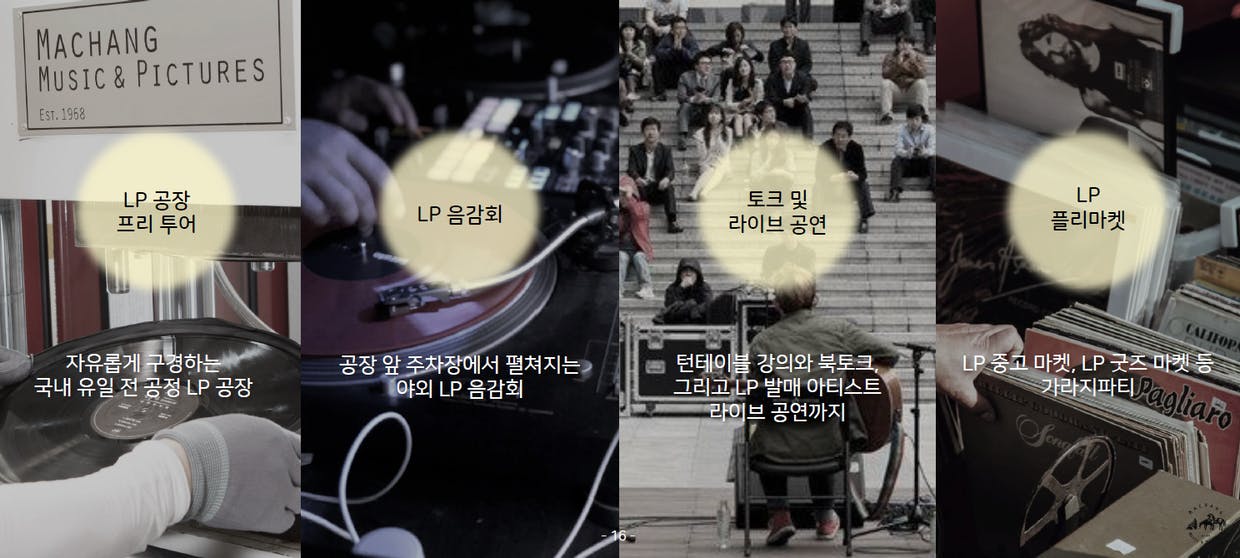 MACHANG
MUSIC & PICTURES
EST. 1968
LP 공장
프리 투어
자유롭게 구경하는
국내 유일 전 공정 LP 공장
LP 음감회
공장 앞 주차장에서 펼쳐지는
야외 LP 음감회
토크 및
라이브 공연
턴테이블 강의와 북토크,
그리고 LP 발매 아티스트
라이브 공연까지
LP
플리마켓
LP 중고 마켓, LP 굿즈 마켓 등
가라지파티
CALIFO
Pagliaro
- 16 -